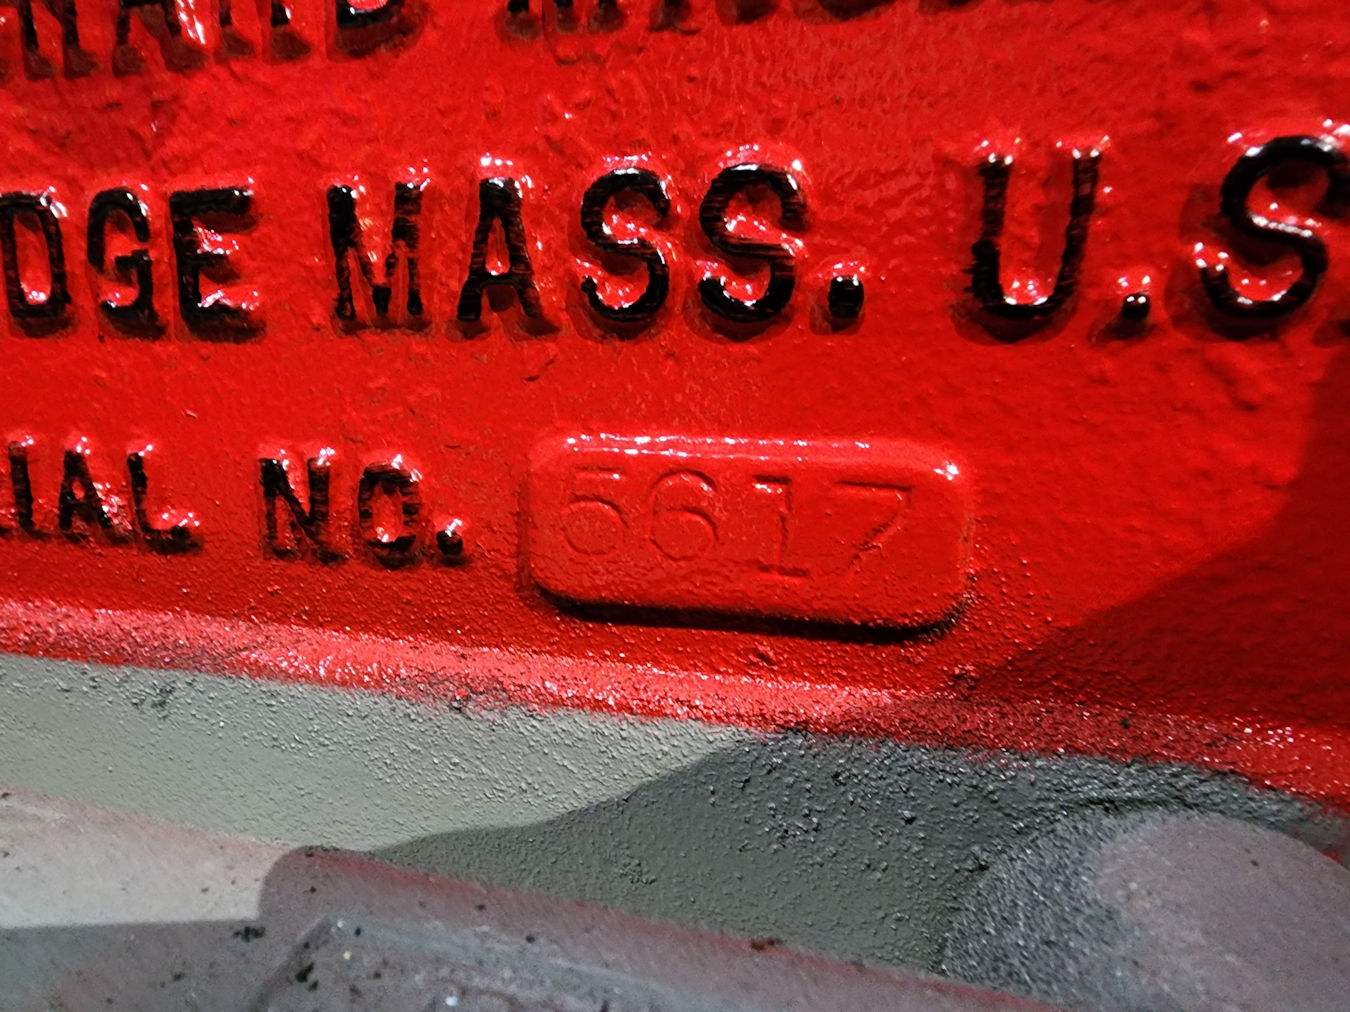 DGE MASS. U.S
IAL NO. 5617